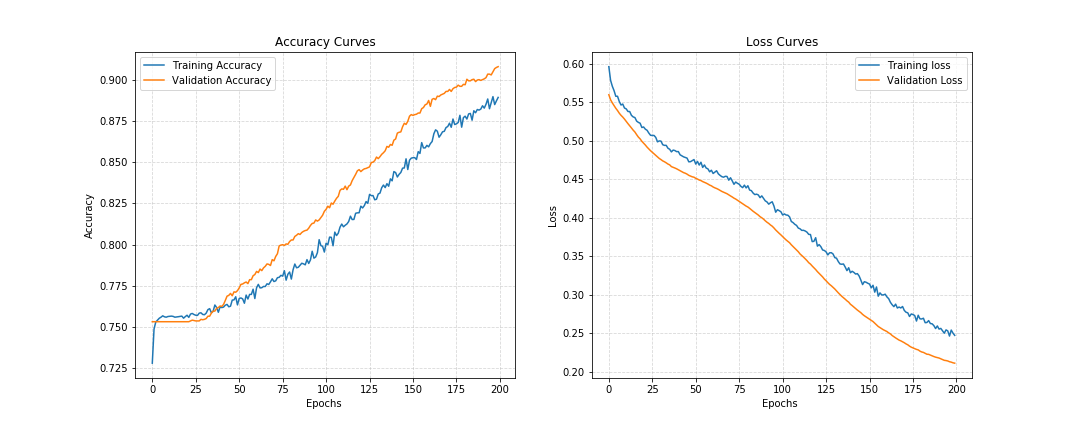 Accuracy Curves
Training Accuracy
Validation Accuracy
0.900
0.875
0.850
0.825
0.800
0.775
0.750
0.725
Accuracy
0 25 50 75 100 125 150 175 200
Epochs
Loss Curves
Training loss
Validation Loss
0.60
0.55
0.50
0.45
0.40
0.35
0.30
0.25
0.20
Loss
0 25 50 75 100 125 150 175 200
Epochs